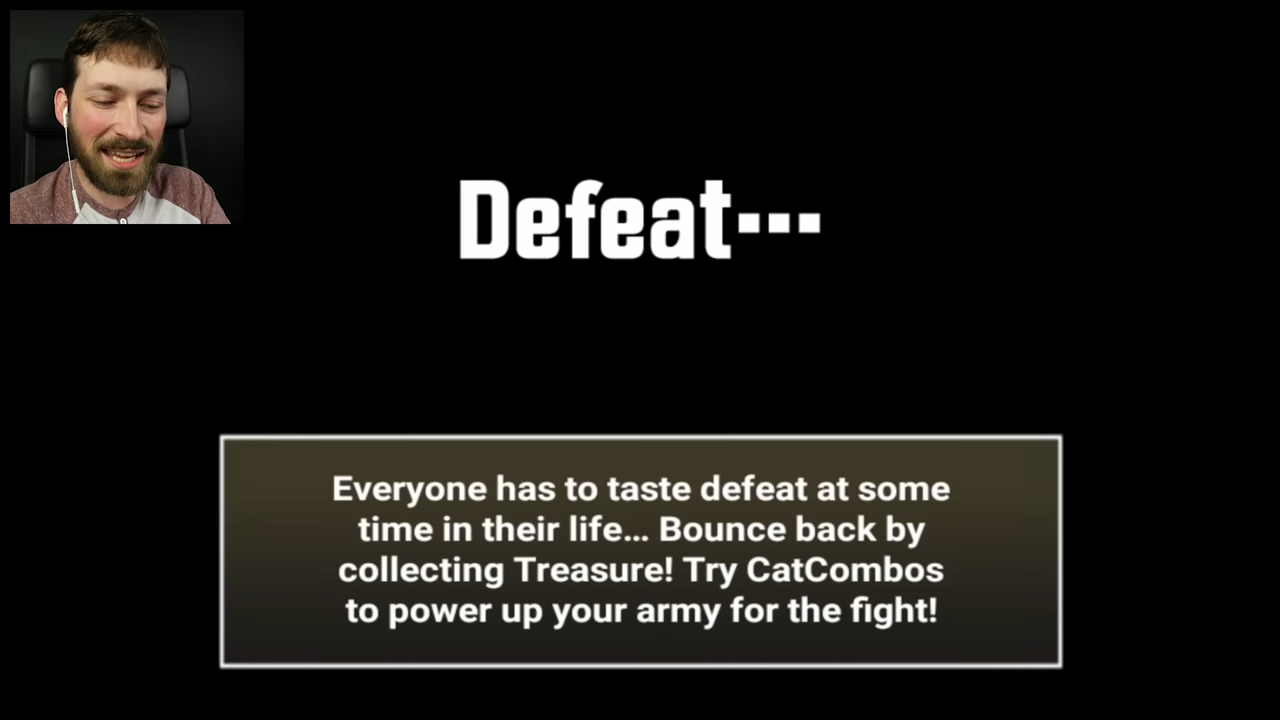 Defeat···
Everyone has to taste defeat at some
time in their life... Bounce back by
collecting Treasure! Try CatCombos
to power up your army for the fight!